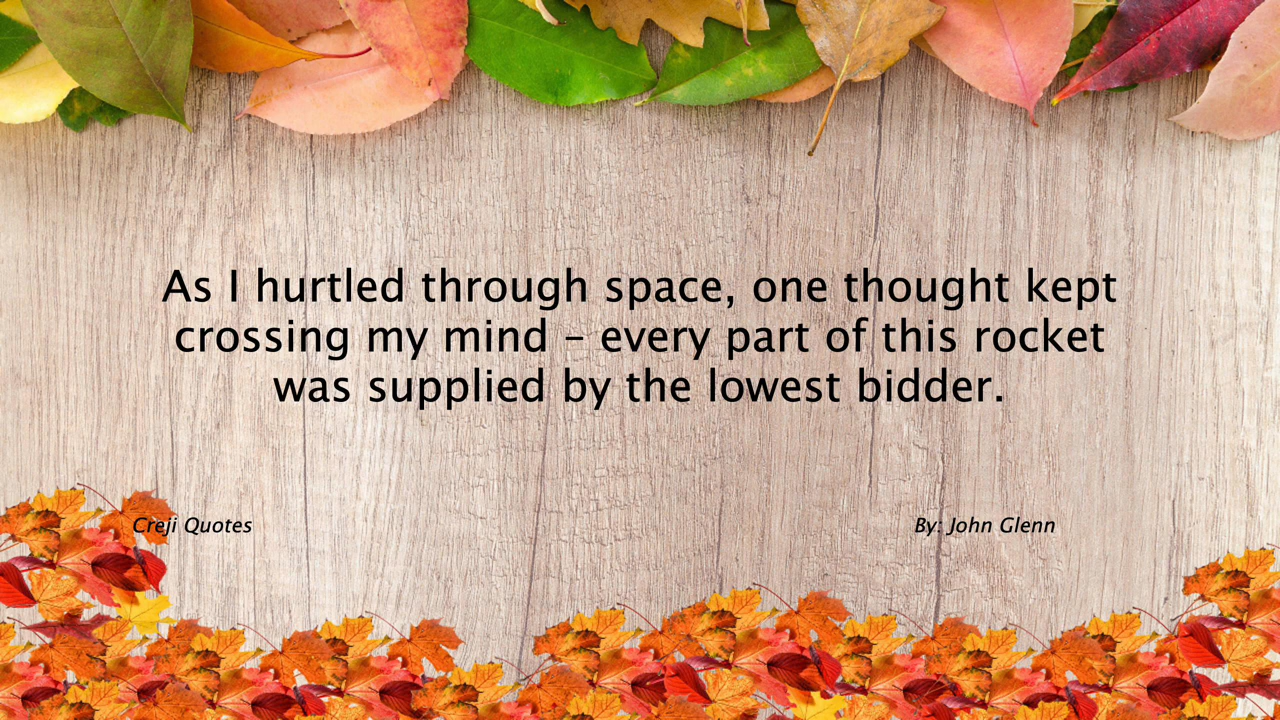 As I hurtled through space, one thought kept
crossing my mind – every part of this rocket
was supplied by the lowest bidder.
Creji Quotes
By: John Glenn